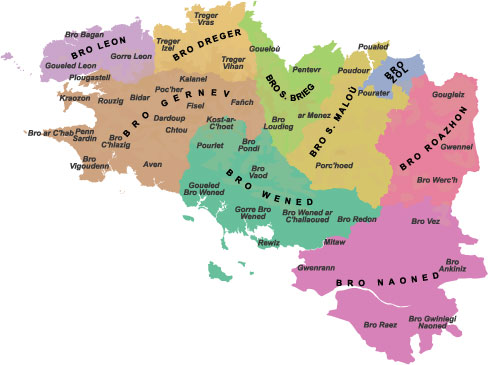 Bro Bagan
BRO LEON
Goueled Leon
Gorre Leon
Plougastell
Treger
Vras
Treger
Izel
BRO DREGER
Treger
Vihan
Goueloù
Pentevr
BRO S. BRIEG
Bro
Loudieg
ar Menez
Poualed
Poudour
BRO
ZOL
Pourater
BRO S. MALOÙ
Porc'hoed
Gougleiz
BRO ROAZHON
Gwennel
Bro Werc'h
Kraozon
Rouzig
Bidar
Poc'her
Kalanel
Fisel
Fañch
BRO GERNEV
Dardoup
Chtou
Kost-ar-
C'hoet
Bro ar C'hab
Penn
Sardin
Bro
C'hlazig
Bro
Vigoudenn
Aven
Pourlet
Bro
Pondi
Bro
Vaod
BRO WENED
Goueled
Bro Wened
Gorre Bro
Wened
Bro Wened ar
C'hallaoued
Bro Redon
Rewiz
Mitaw
Bro Vez
Gwenrann
Bro
Ankiniz
BRO NAONED
Bro Raez
Bro Gwiniegi
Naoned